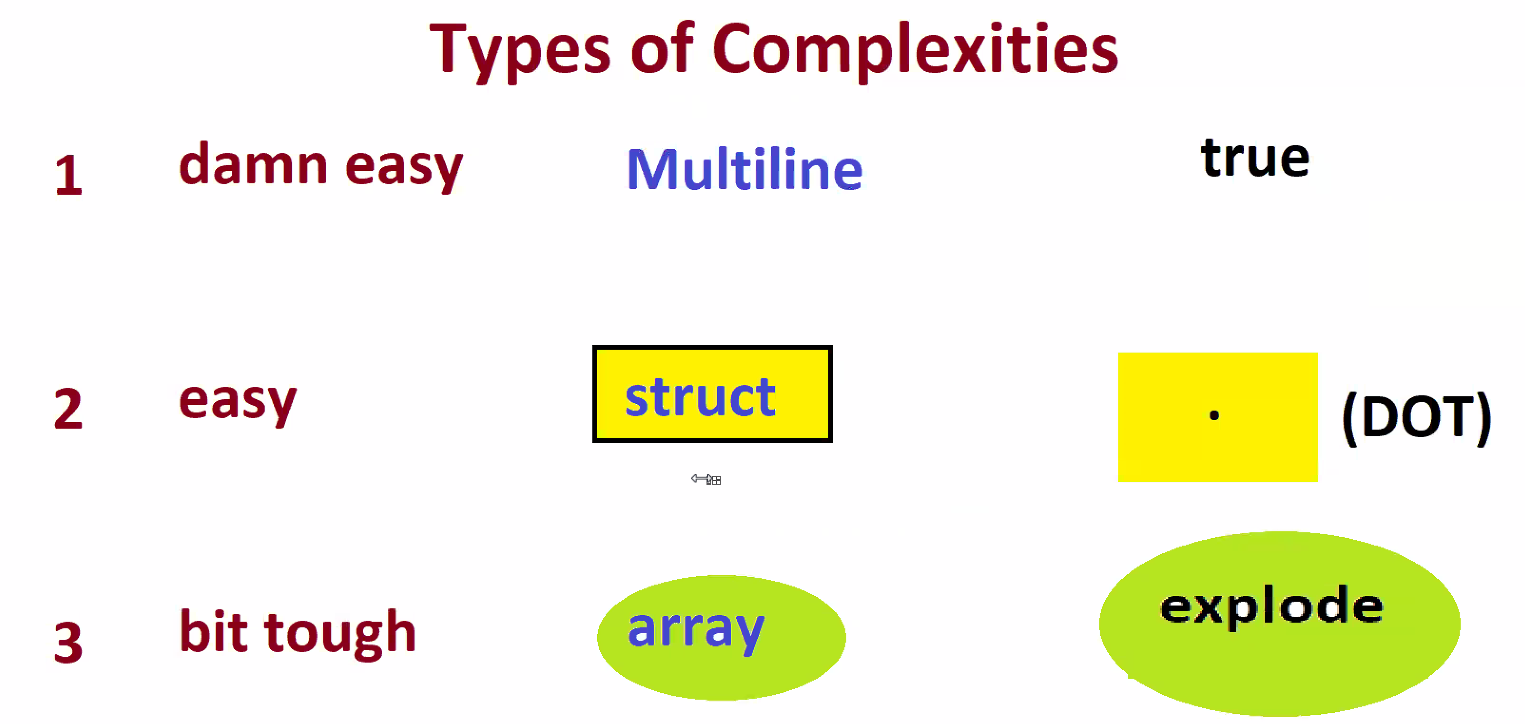 Types of Complexities
1 damn easy Multiline true
2 easy struct . (DOT)
3 bit tough array explode